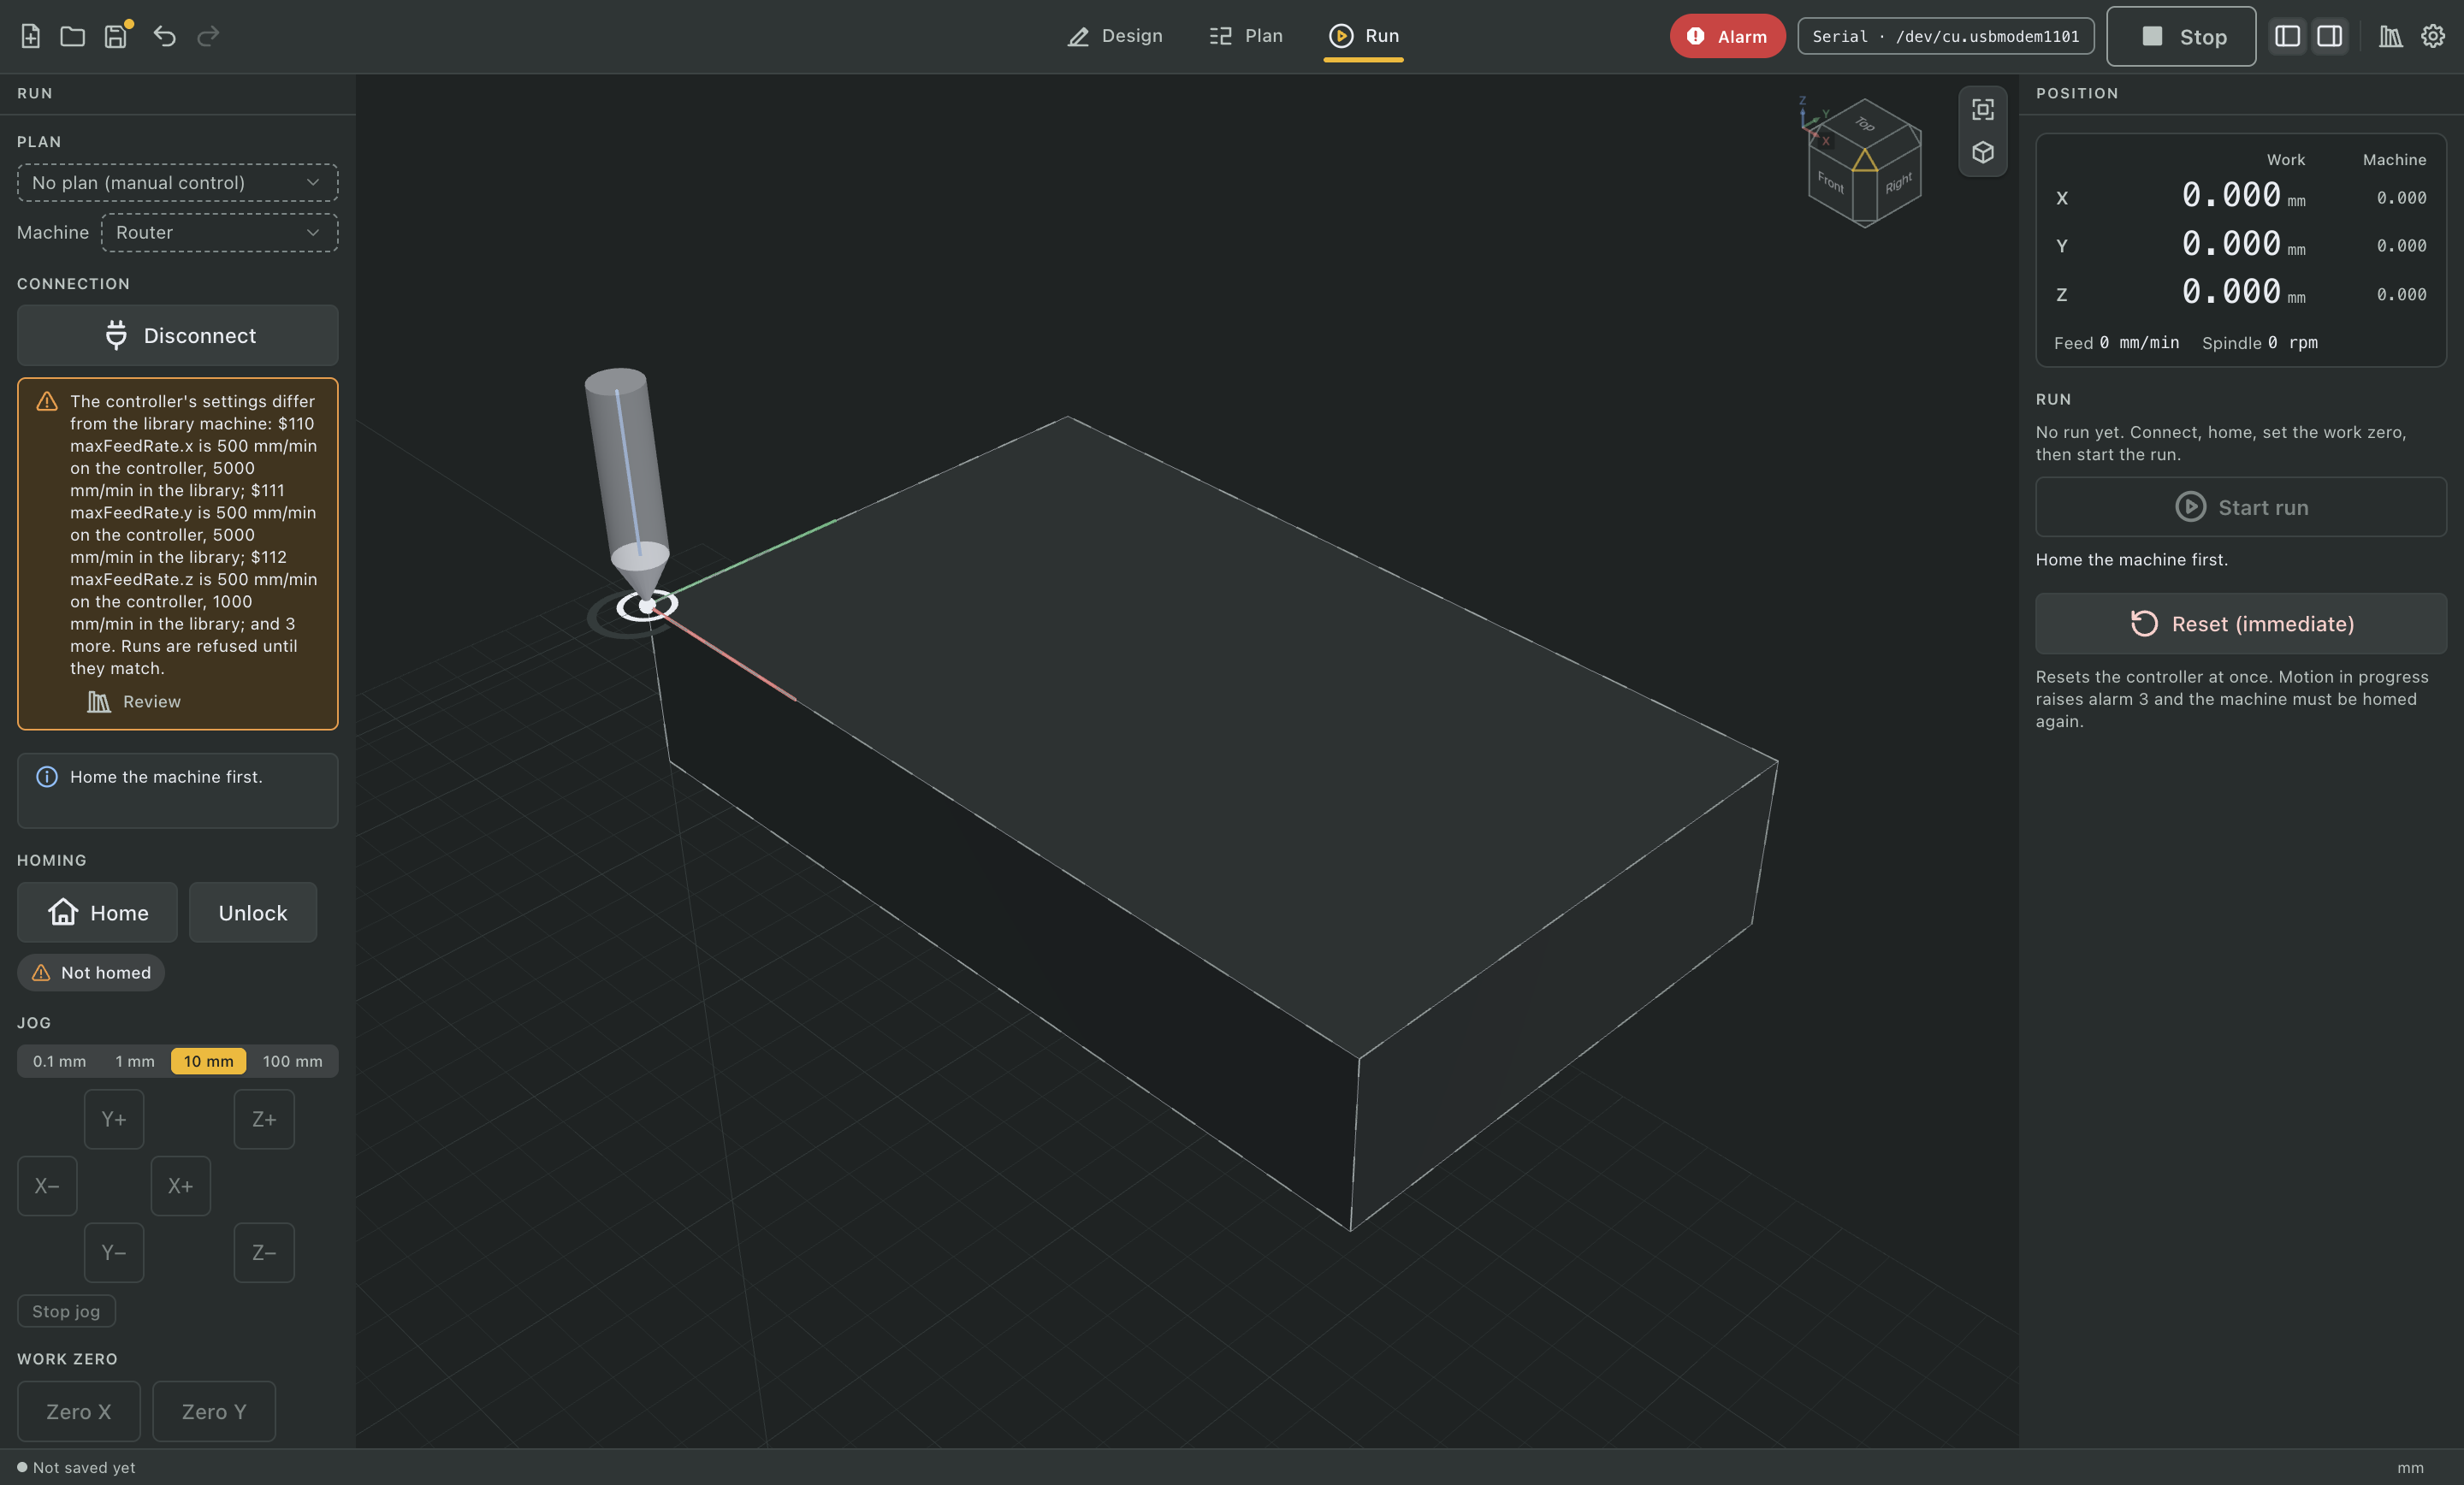 Design
Plan
Run
Alarm
Serial · /dev/cu.usbmodem1101
Stop
RUN
PLAN
No plan (manual control)
Machine
Router
CONNECTION
Disconnect
The controller's settings differ
from the library machine: $110
maxFeedRate.x is 500 mm/min
on the controller, 5000
mm/min in the library; $111
maxFeedRate.y is 500 mm/min
on the controller, 5000
mm/min in the library; $112
maxFeedRate.z is 500 mm/min
on the controller, 1000
mm/min in the library; and 3
more. Runs are refused until
they match.
Review
Home the machine first.
HOMING
Home
Unlock
Not homed
JOG
0.1 mm
1 mm
10 mm
100 mm
Y+
Z+
X−
X+
Y−
Z−
Stop jog
WORK ZERO
Zero X
Zero Y
Z
Y
X
Top
Front
Right
POSITION
Work
Machine
X 0.000 mm 0.000
Y 0.000 mm 0.000
Z 0.000 mm 0.000
Feed 0 mm/min Spindle 0 rpm
RUN
No run yet. Connect, home, set the work zero,
then start the run.
Start run
Home the machine first.
Reset (immediate)
Resets the controller at once. Motion in progress
raises alarm 3 and the machine must be homed
again.
Not saved yet
mm